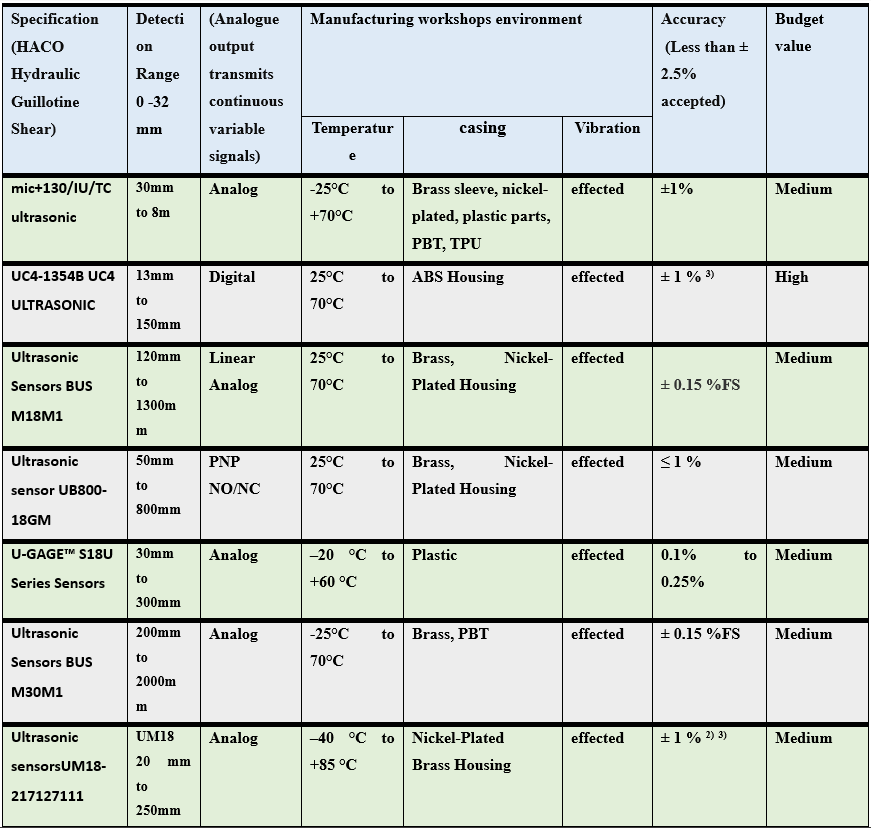 Specification
(HACO
Hydraulic
Guillotine
Shear)
Detecti
on
Range
0 -32
mm
(Analogue
output
transmits
continuous
variable
signals)
Manufacturing workshops environment
Accuracy
(Less than ±
2.5%
accepted)
Budget
value
Temperatur
e
casing
Vibration
mic+130/IU/TC
ultrasonic
30mm
to 8m
Analog
-25°C to
+70°C
Brass sleeve, nickel-
plated, plastic parts,
PBT, TPU
effected
±1%
Medium
UC4-1354B UC4
ULTRASONIC
13mm
to
150mm
Digital
25°C to
70°C
ABS Housing
effected
± 1 % 3)
High
Ultrasonic
Sensors BUS
M18M1
120mm
to
1300m
m
Linear
Analog
25°C to
70°C
Brass, Nickel-
Plated Housing
effected
± 0.15 %FS
Medium
Ultrasonic
sensor UB800-
18GM
50mm
to
800mm
PNP
NO/NC
25°C to
70°C
Brass, Nickel-
Plated Housing
effected
≤ 1 %
Medium
U-GAGE™ S18U
Series Sensors
30mm
to
300mm
Analog
–20 °C to
+60 °C
Plastic
effected
0.1% to
0.25%
Medium
Ultrasonic
Sensors BUS
M30M1
200mm
to
2000m
m
Analog
-25°C to
70°C
Brass, PBT
effected
± 0.15 %FS
Medium
Ultrasonic
sensorsUM18-
217127111
UM18
20 mm
to
250mm
Analog
–40 °C to
+85 °C
Nickel-Plated
Brass Housing
effected
± 1 % 2) 3)
Medium